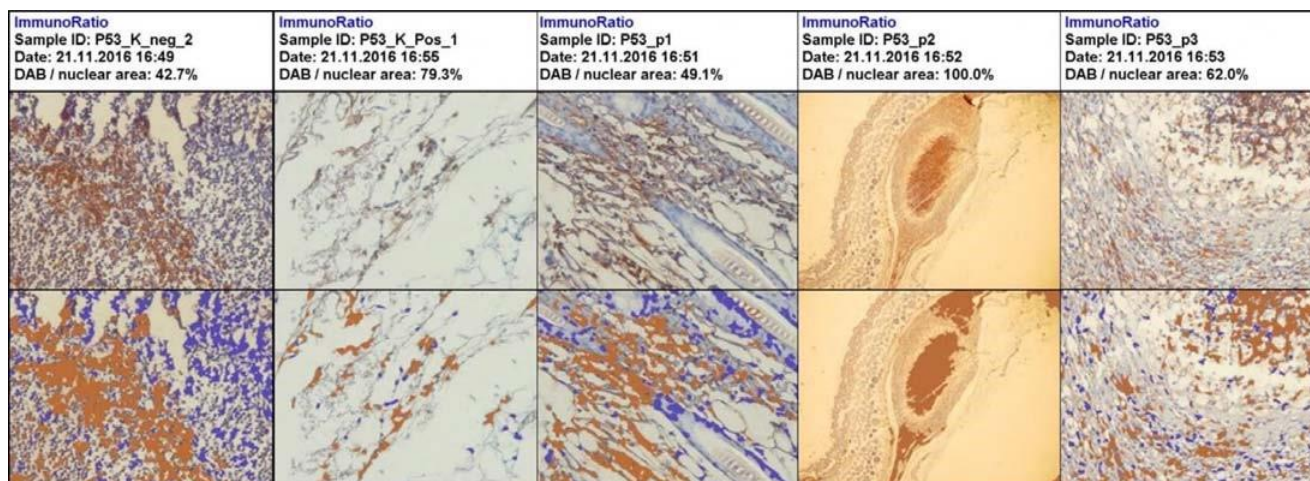 ImmunoRatio
Sample ID: P53_K_neg_2
Date: 21.11.2016 16:49
DAB / nuclear area: 42.7%
ImmunoRatio
Sample ID: P53_K_Pos_1
Date: 21.11.2016 16:55
DAB / nuclear area: 79.3%
ImmunoRatio
Sample ID: P53_p1
Date: 21.11.2016 16:51
DAB / nuclear area: 49.1%
ImmunoRatio
Sample ID: P53_p2
Date: 21.11.2016 16:52
DAB / nuclear area: 100.0%
ImmunoRatio
Sample ID: P53_p3
Date: 21.11.2016 16:53
DAB / nuclear area: 62.0%